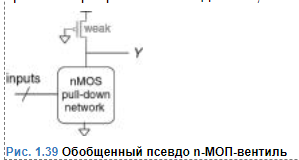 weak
Y
inputs
nMOS
pull-down
network
Рис. 1.39 Обобщенный псевдо n-МОП-вентиль